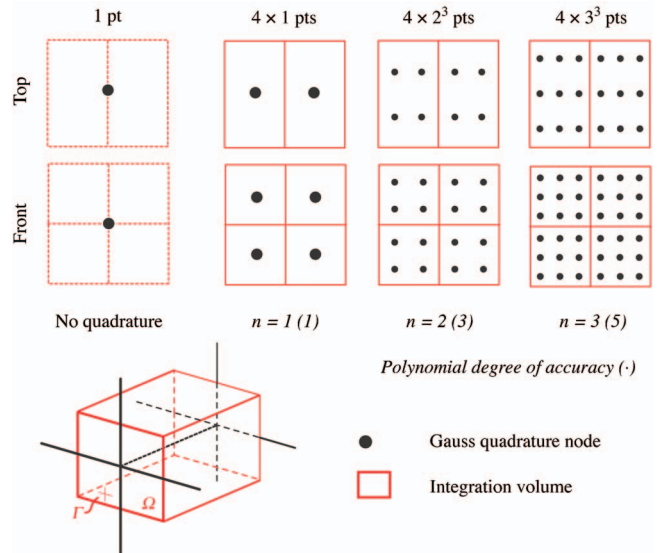 1 pt 4 × 1 pts 4 × 2³ pts 4 × 3³ pts
Top
Front
No quadrature n = 1 (1) n = 2 (3) n = 3 (5)
Polynomial degree of accuracy (·)
Gauss quadrature node
Integration volume
Γ Ω